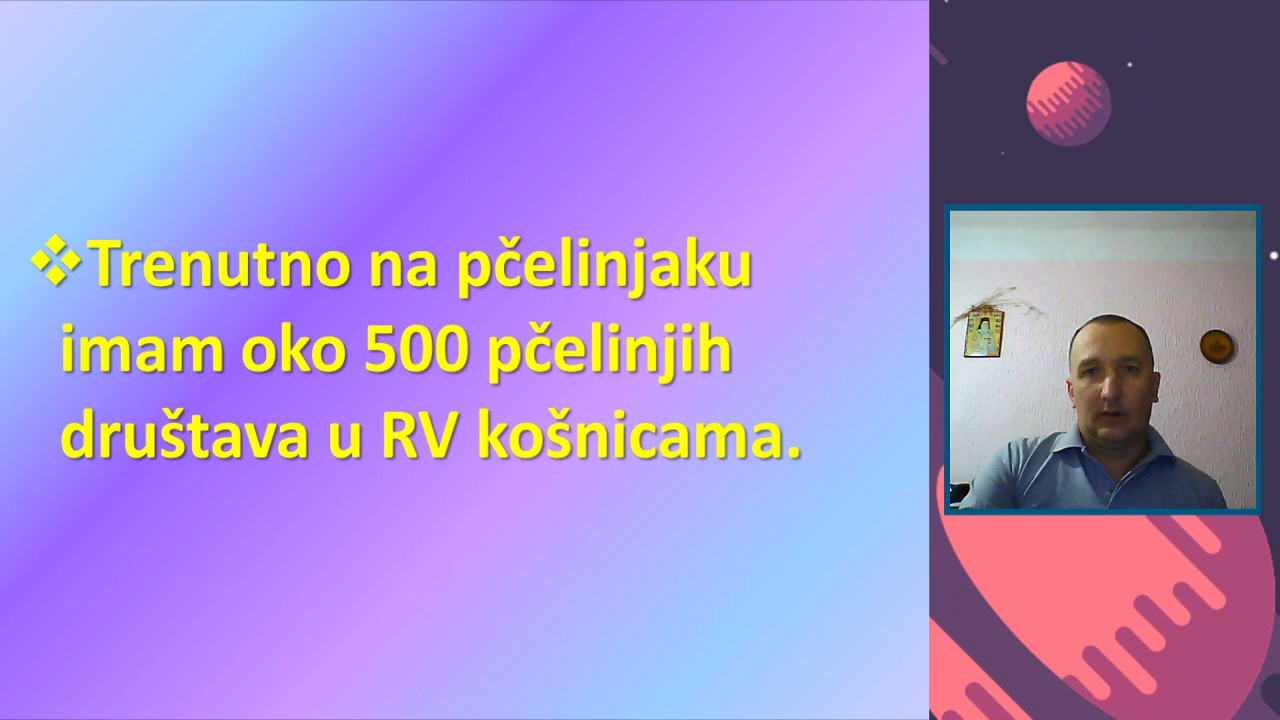 ❖Trenutno na pčelinjaku
imam oko 500 pčelinjih
društava u RV košnicama.